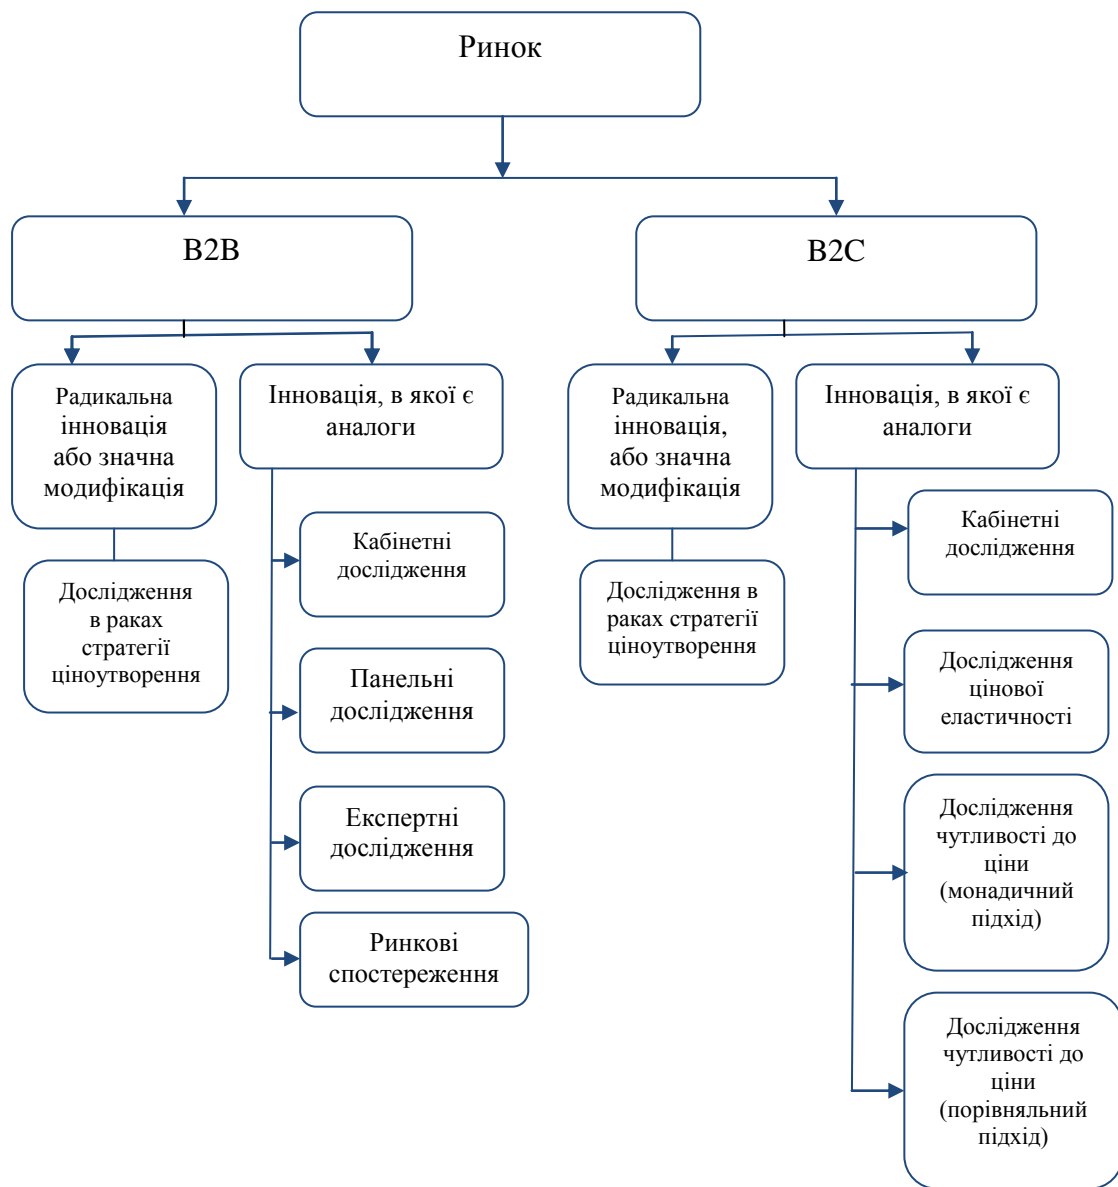 Ринок
B2B
B2C
Радикальна
інновація
або значна
модифікація
Інновація, в якої є
аналоги
Дослідження
в раках
стратегії
ціноутворення
Кабінетні
дослідження
Панельні
дослідження
Експертні
дослідження
Ринкові
спостереження
Радикальна
інновація,
або значна
модифікація
Інновація, в якої є
аналоги
Дослідження в
раках стратегії
ціноутворення
Кабінетні
дослідження
Дослідження
цінової
еластичності
Дослідження
чутливості до
ціни
(монадичний
підхід)
Дослідження
чутливості до
ціни
(порівняльний
підхід)